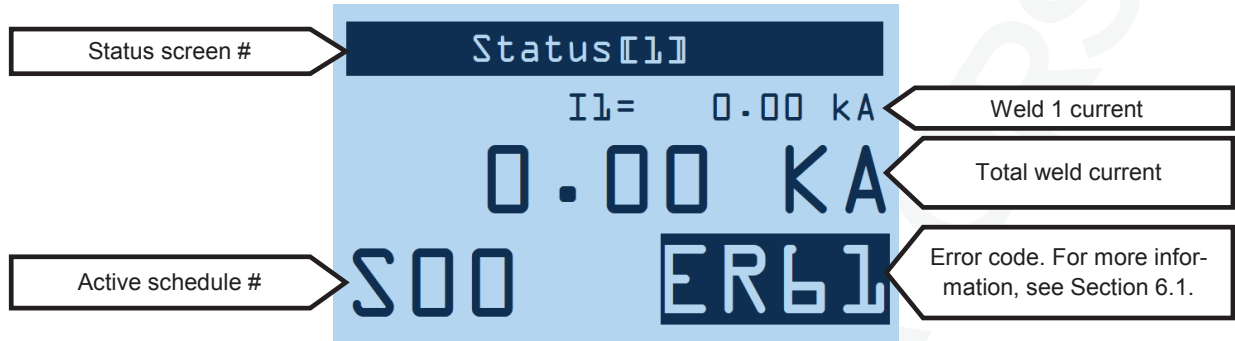 Status screen #
Status[1]
I1= 0.00 kA
Weld 1 current
0.00 KA
Total weld current
Active schedule #
S00
ER61
Error code. For more infor-
mation, see Section 6.1.